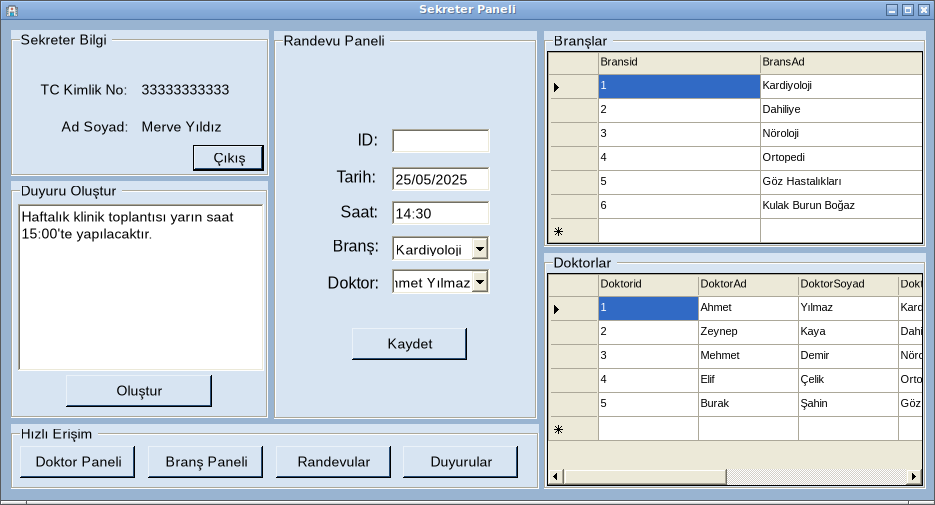 Sekreter Paneli
Sekreter Bilgi
TC Kimlik No: 33333333333
Ad Soyad: Merve Yıldız
Çıkış
Duyuru Oluştur
Haftalık klinik toplantısı yarın saat
15:00'te yapılacaktır.
Oluştur
Randevu Paneli
ID:
Tarih: 25/05/2025
Saat: 14:30
Branş: Kardiyoloji
Doktor: Yılmaz
Kaydet
Hızlı Erişim
Doktor Paneli Branş Paneli Randevular Duyurular
Branşlar
Bransid BransAd
1 Kardiyoloji
2 Dahiliye
3 Nöroloji
4 Ortopedi
5 Göz Hastalıkları
6 Kulak Burun Boğaz
Doktorlar
Doktorid DoktorAd DoktorSoyad
1 Ahmet Yılmaz
2 Zeynep Kaya
3 Mehmet Demir
4 Elif Çelik
5 Burak Şahin Göz